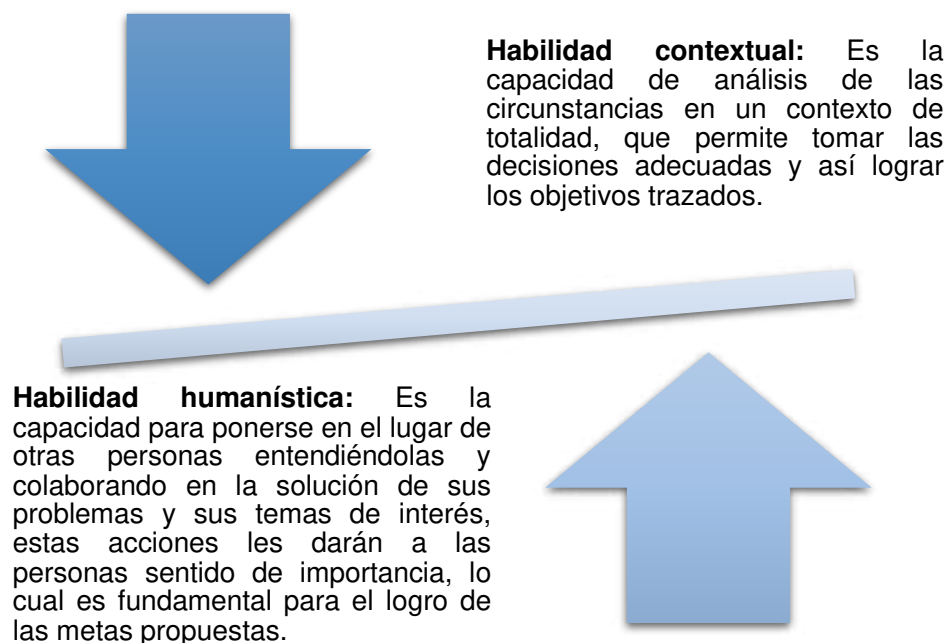 Habilidad contextual: Es la
capacidad de análisis de las
circunstancias en un contexto de
totalidad, que permite tomar las
decisiones adecuadas y así lograr
los objetivos trazados.
Habilidad humanística: Es la
capacidad para ponerse en el lugar de
otras personas entendiéndolas y
colaborando en la solución de sus
problemas y sus temas de interés,
estas acciones les darán a las
personas sentido de importancia, lo
cual es fundamental para el logro de
las metas propuestas.